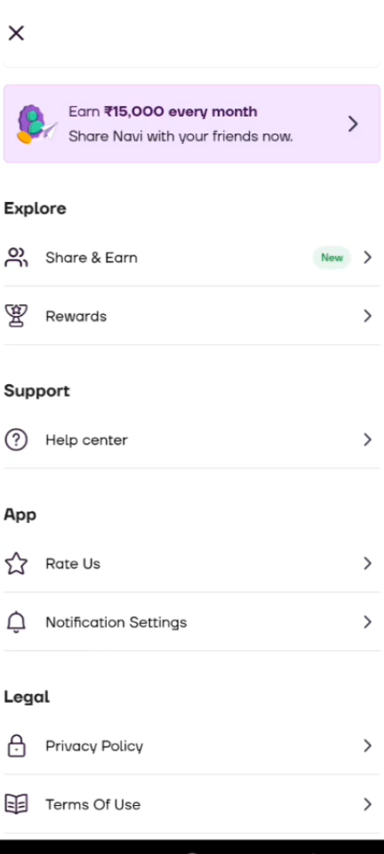 Earn ₹15,000 every month
Share Navi with your friends now.
Explore
Share & Earn New
Rewards
Support
Help center
App
Rate Us
Notification Settings
Legal
Privacy Policy
Terms Of Use